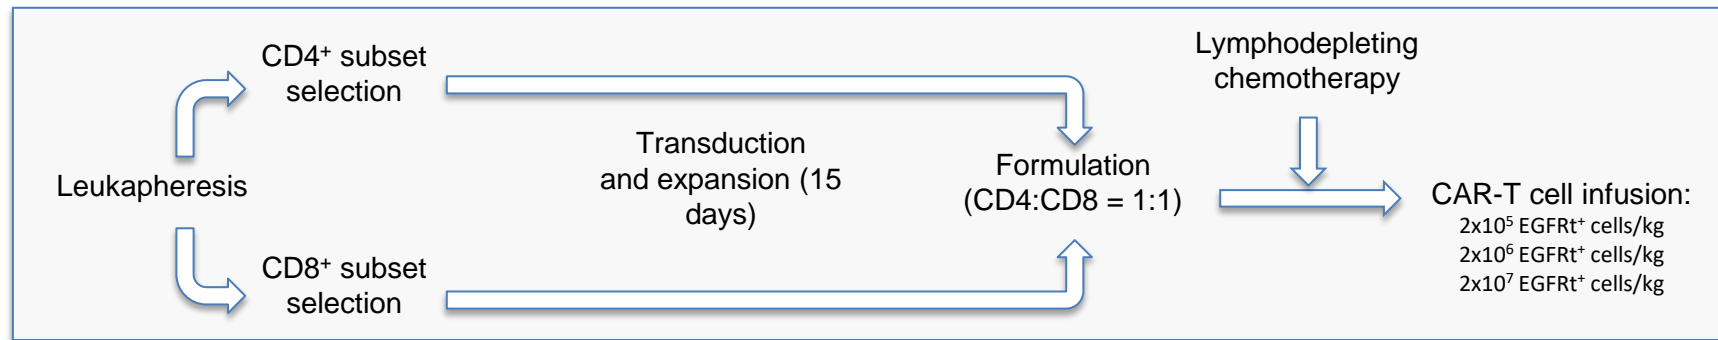 Leukapheresis
CD4⁺ subset
selection
CD8⁺ subset
selection
Transduction
and expansion (15
days)
Formulation
(CD4:CD8 = 1:1)
Lymphodepleting
chemotherapy
CAR-T cell infusion:
2x10⁵ EGFRt⁺ cells/kg
2x10⁶ EGFRt⁺ cells/kg
2x10⁷ EGFRt⁺ cells/kg